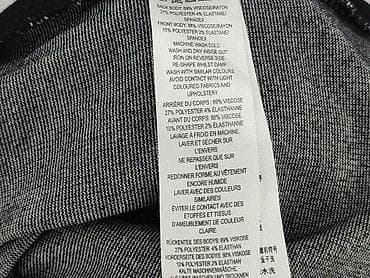 BACK BODY: 69% VISCOSE/RAYON
27% POLYESTER 4% ELASTANE/
SPANDEX
FRONT BODY: 88% VISCOSE/RAYON
10% POLYESTER 2% ELASTANE/
SPANDEX
MACHINE WASH COLD
WASH AND DRY INSIDE OUT
IRON ON REVERSE SIDE
RE-SHAPE WHILST DAMP
WASH WITH SIMILAR COLOURS
AVOID CONTACT WITH LIGHT
COLOURED FABRICS AND
UPHOLSTERY
ARRIÈRE DU CORPS: 69% VISCOSE
27% POLYESTER 4% ÉLASTHANNE
AVANT DU CORPS: 88% VISCOSE
10% POLYESTER 2% ÉLASTHANNE
LAVAGE À FROID EN MACHINE.
LAVER ET SÉCHER SUR
L'ENVERS
NE REPASSER QUE SUR
L'ENVERS
REDONNER FORME AU VÊTEMENT
ENCORE HUMIDE
LAVER AVEC DES COULEURS
SIMILAIRES
ÉVITER LE CONTACT AVEC DES
ÉTOFFES ET TISSUS
D'AMEUBLEMENT DE COULEUR
CLAIRE
RÜCKENTEIL DES BODYS: 69% VISKOSE
27% POLYESTER 4% ELASTHAN
VORDERSEITE DES BODYS: 88% VISKOSE
10% POLYESTER 2% ELASTHAN
KALTE MASCHINENWÄSCHE.
UND TROCKNEN